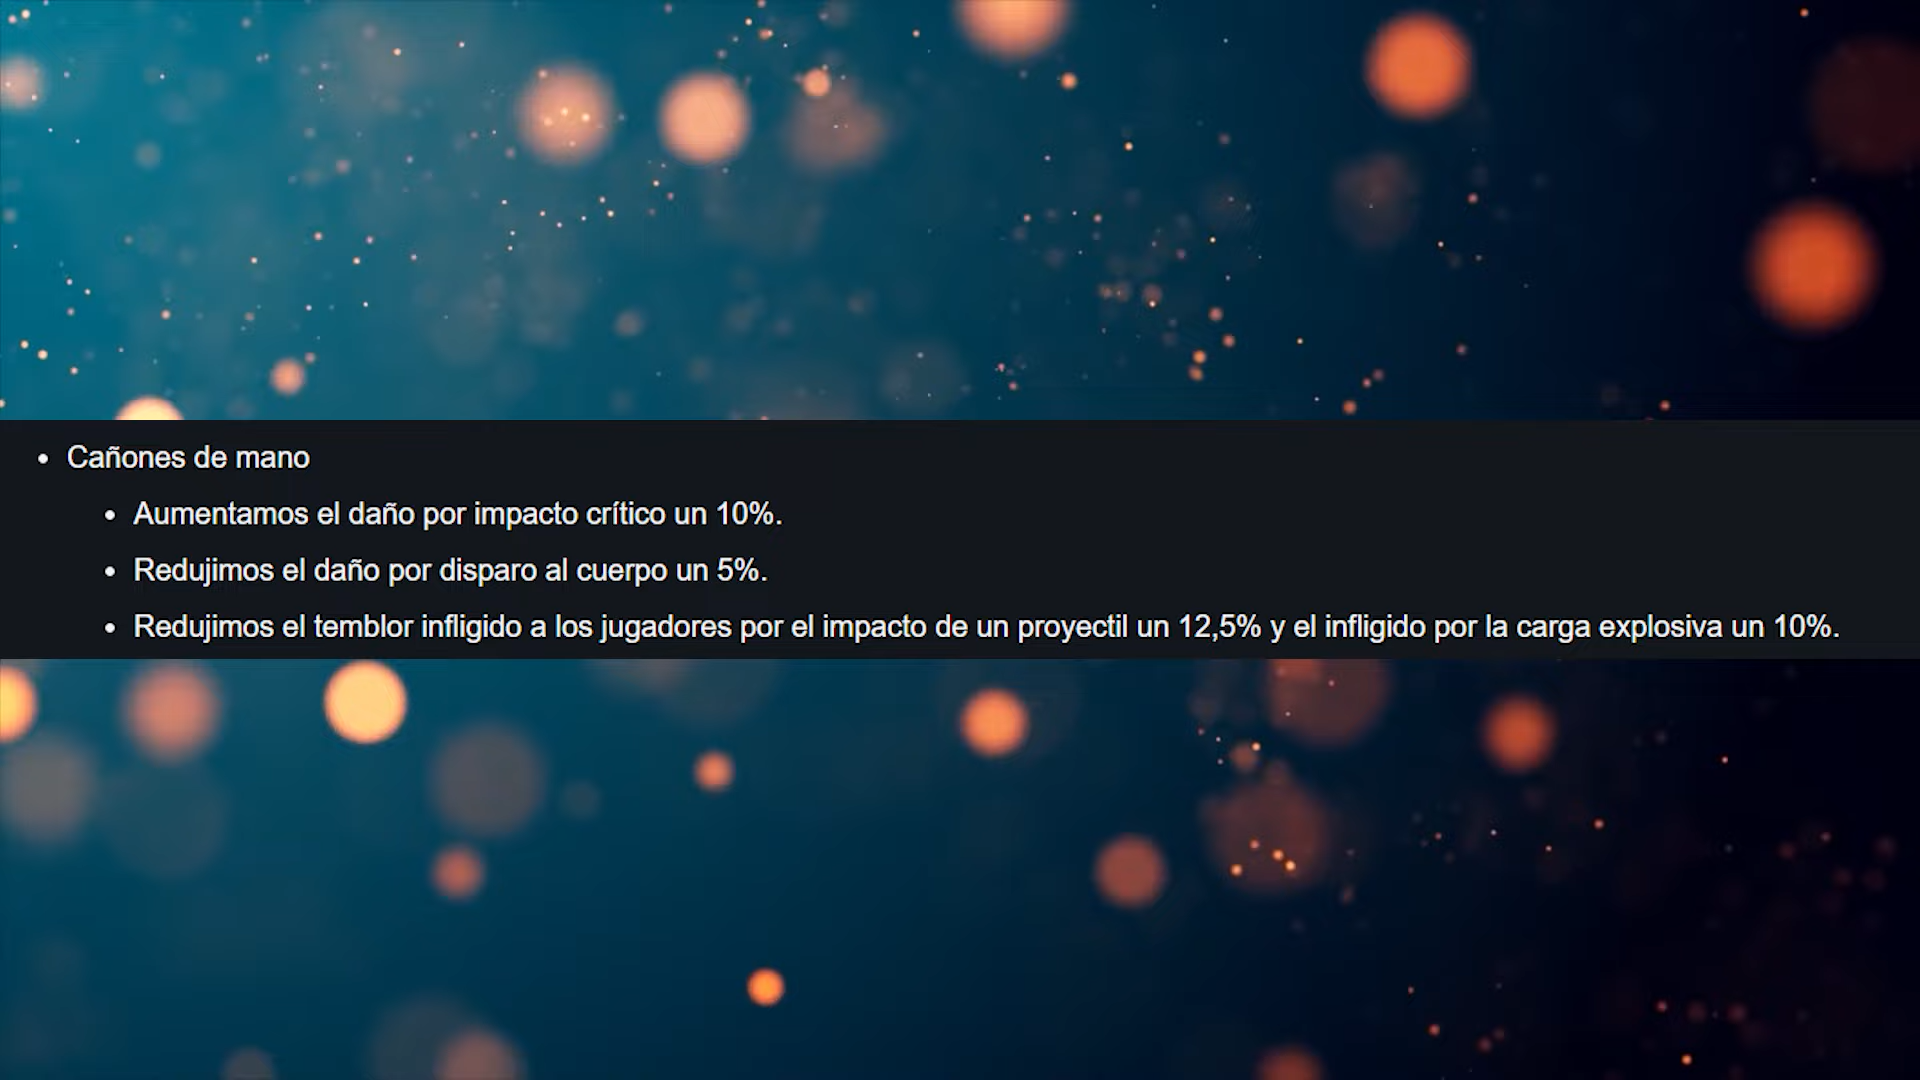 Cañones de mano
Aumentamos el daño por impacto crítico un 10%.
Redujimos el daño por disparo al cuerpo un 5%.
Redujimos el temblor infligido a los jugadores por el impacto de un proyectil un 12,5% y el infligido por la carga explosiva un 10%.